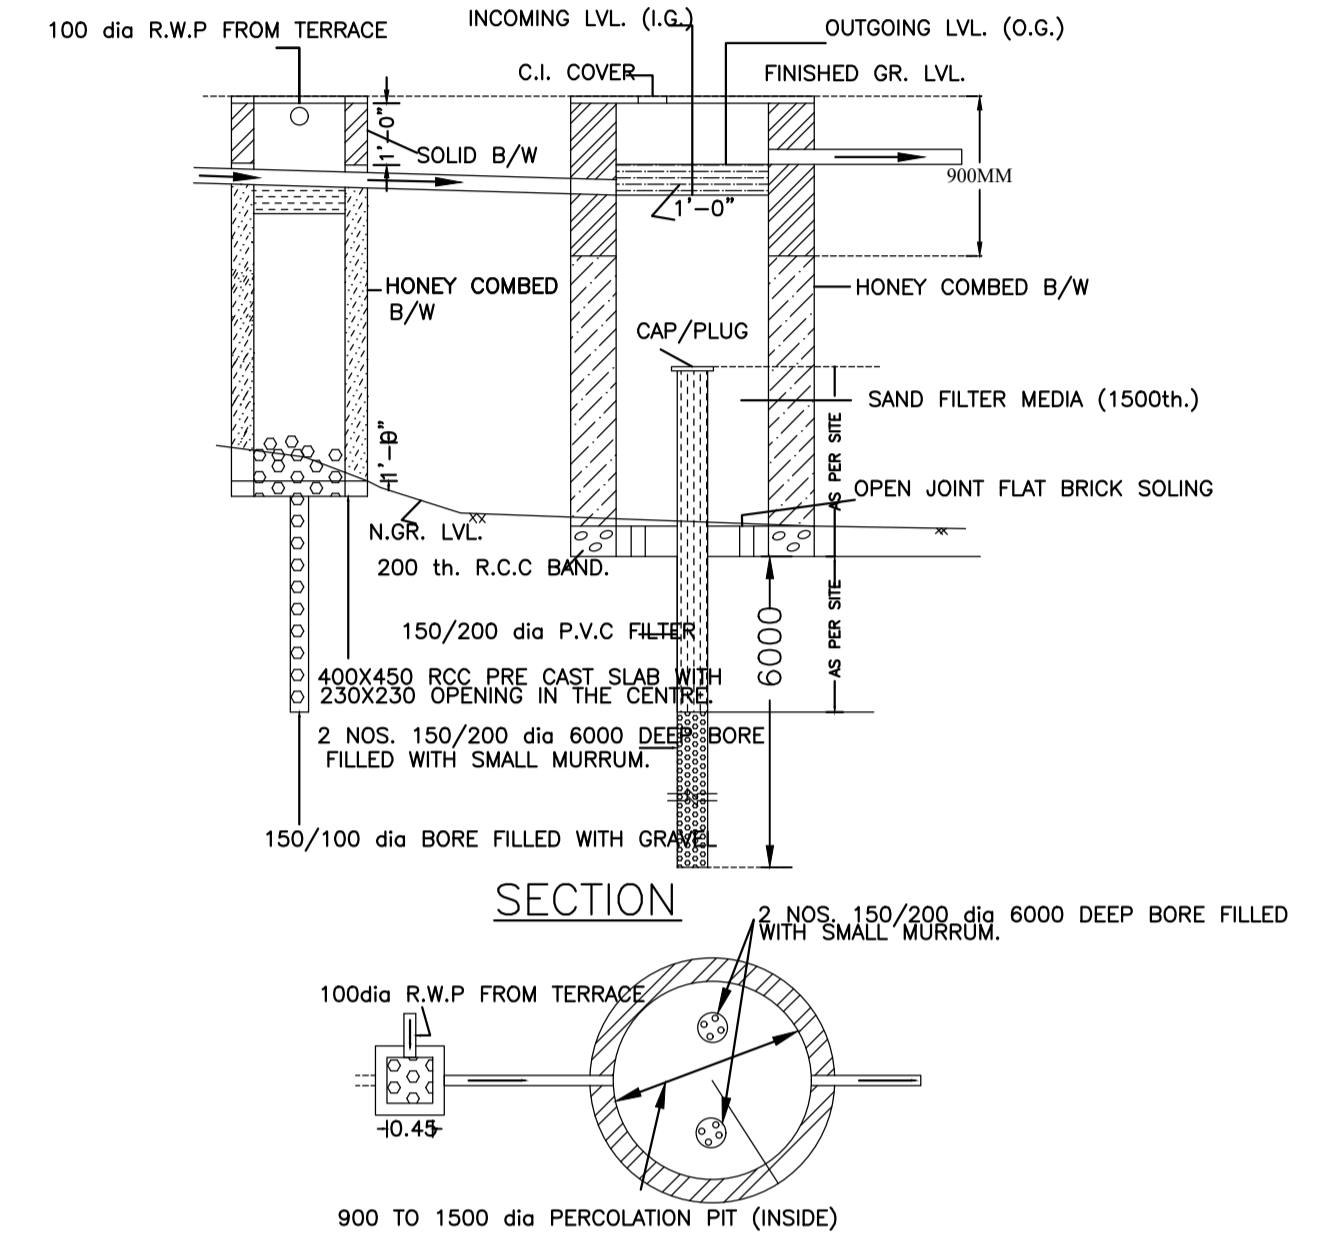 INCOMING LVL. (I.G.)
100 dia R.W.P FROM TERRACE
OUTGOING LVL. (O.G.)
C.I. COVER
FINISHED GR. LVL.
1'-0"
SOLID B/W
900MM
1'-0"
HONEY COMBED
B/W
HONEY COMBED B/W
CAP/PLUG
SAND FILTER MEDIA (1500th.)
1'-0"
AS PER SITE
OPEN JOINT FLAT BRICK SOLING
N.GR. LVL.
200 th. R.C.C BAND.
150/200 dia P.V.C FILTER
6000
AS PER SITE
400X450 RCC PRE CAST SLAB WITH
230X230 OPENING IN THE CENTRE.
2 NOS. 150/200 dia 6000 DEEP BORE
FILLED WITH SMALL MURRUM.
150/100 dia BORE FILLED WITH GRAVEL
SECTION
2 NOS. 150/200 dia 6000 DEEP BORE FILLED
WITH SMALL MURRUM.
100dia R.W.P FROM TERRACE
0.45
900 TO 1500 dia PERCOLATION PIT (INSIDE)